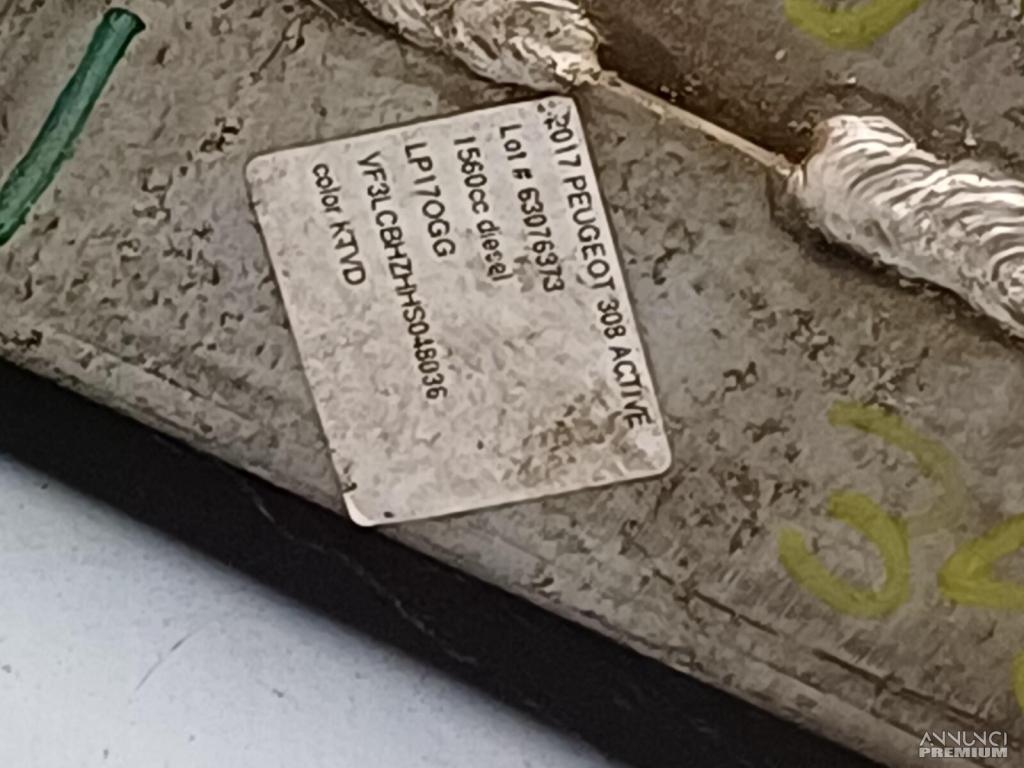 2017 PEUGEOT 308 ACTIVE
Lot # 63076373
1560cc diesel
LP17OGG
VF3LCBHZHHS048036
color KTVD
ANNUNCI
PREMIUM